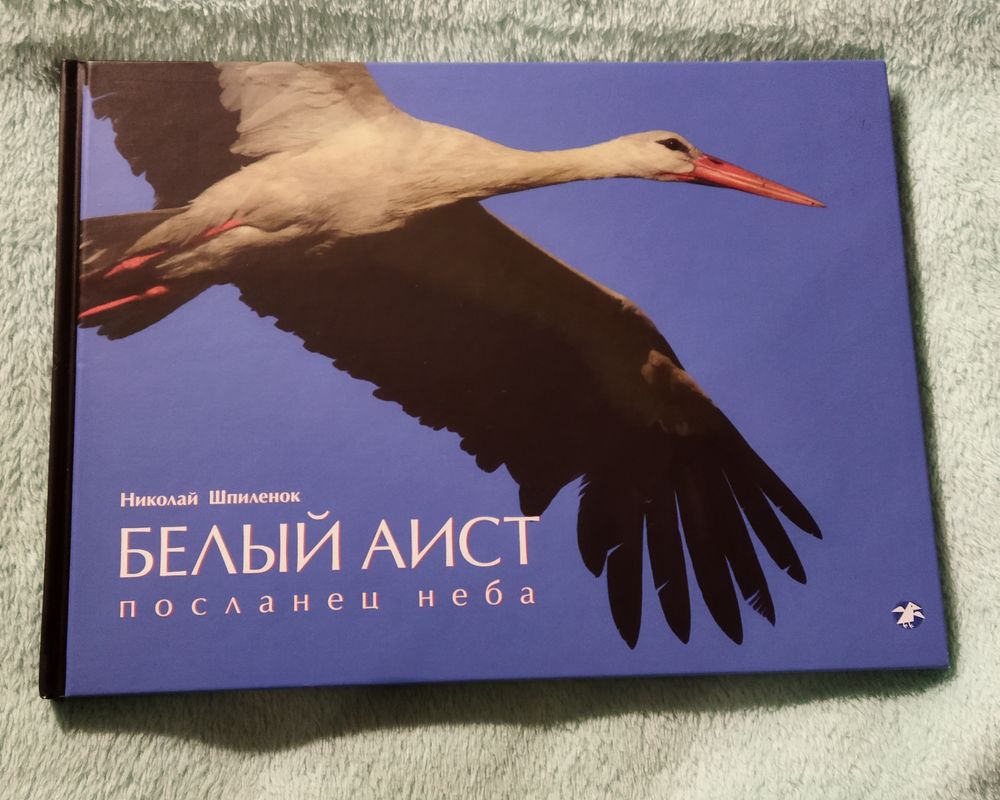 Николай Шпиленок
БЕЛЫЙ АИСТ
посланец неба